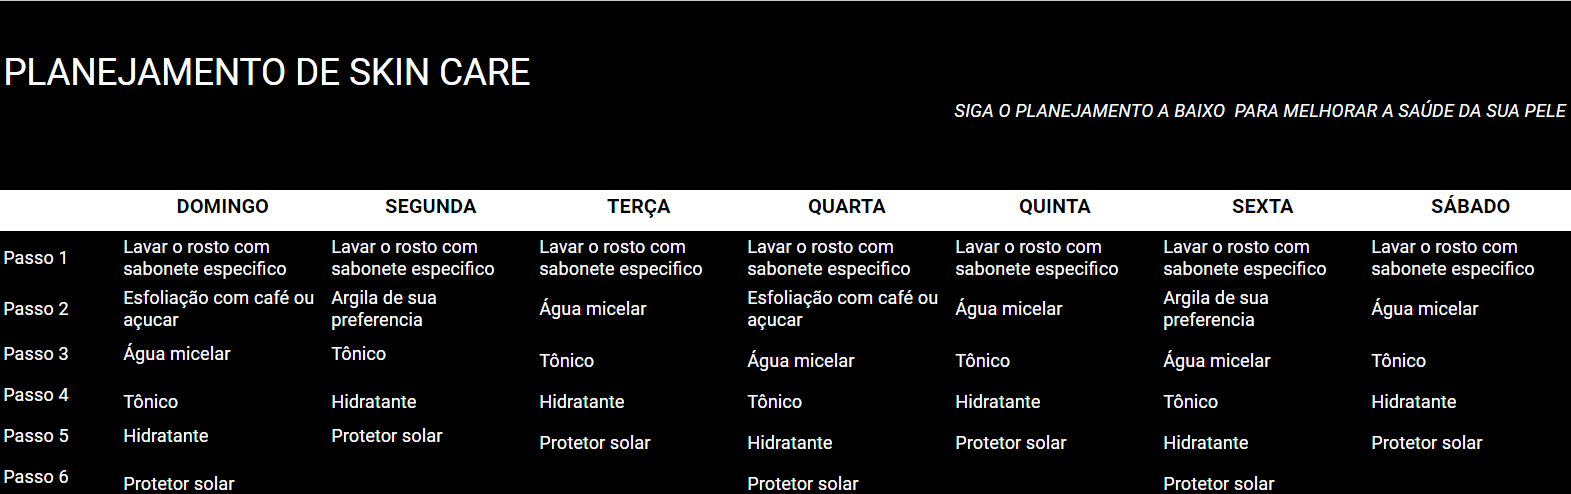 PLANEJAMENTO DE SKIN CARE
SIGA O PLANEJAMENTO A BAIXO  PARA MELHORAR A SAÚDE DA SUA PELE
DOMINGO SEGUNDA TERÇA QUARTA QUINTA SEXTA SÁBADO
Passo 1 Lavar o rosto com sabonete especifico Lavar o rosto com sabonete especifico Lavar o rosto com sabonete especifico Lavar o rosto com sabonete especifico Lavar o rosto com sabonete especifico Lavar o rosto com sabonete especifico Lavar o rosto com sabonete especifico
Passo 2 Esfoliação com café ou açucar Argila de sua preferencia Água micelar Esfoliação com café ou açucar Água micelar Argila de sua preferencia Água micelar
Passo 3 Água micelar Tônico Tônico Água micelar Tônico Água micelar Tônico
Passo 4 Tônico Hidratante Hidratante Tônico Hidratante Tônico Hidratante
Passo 5 Hidratante Protetor solar Protetor solar Hidratante Protetor solar Hidratante Protetor solar
Passo 6 Protetor solar Protetor solar Protetor solar